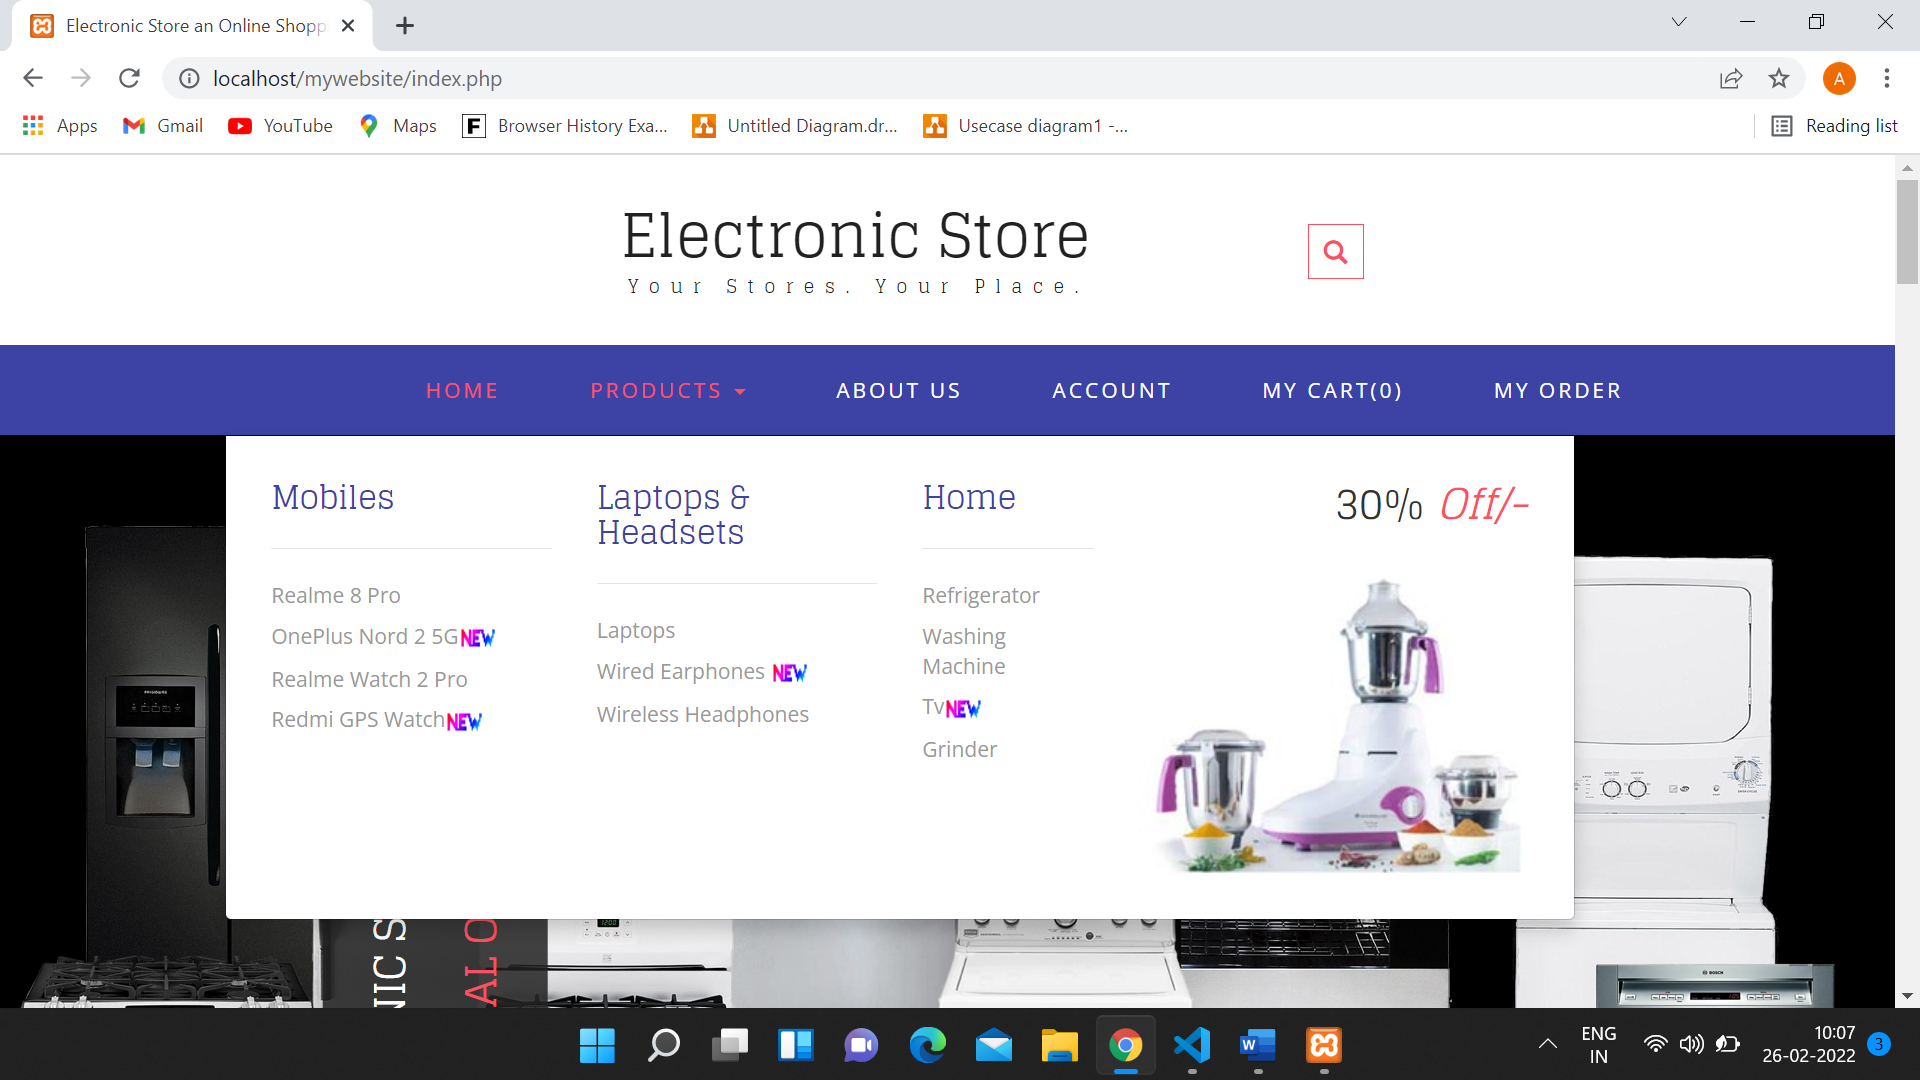 Electronic Store an Online Shopp
localhost/mywebsite/index.php
A
Apps
Gmail
YouTube
Maps
F
Browser History Exa...
Untitled Diagram.dr...
Usecase diagram1 -...
Reading list
Electronic Store
Your Stores. Your Place.
HOME
PRODUCTS
ABOUT US
ACCOUNT
MY CART(0)
MY ORDER
Mobiles
Realme 8 Pro
OnePlus Nord 2 5G NEW
Realme Watch 2 Pro
Redmi GPS Watch NEW
Laptops &
Headsets
Laptops
Wired Earphones NEW
Wireless Headphones
Home
Refrigerator
Washing
Machine
Tv NEW
Grinder
30% Off/-
FRIGIDAIRE
NIC S
AL O
BOSCH
W
ENG
IN
10:07
26-02-2022
3